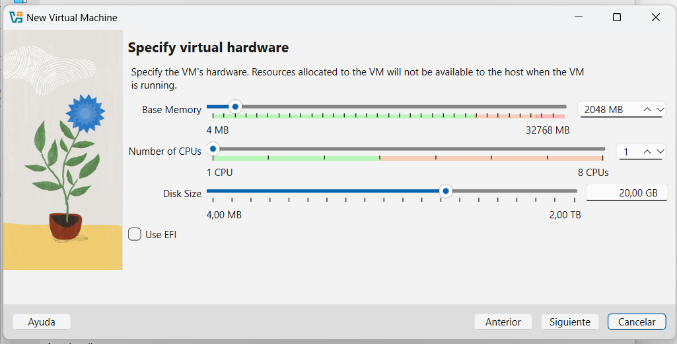 New Virtual Machine
Specify virtual hardware
Specify the VM's hardware. Resources allocated to the VM will not be available to the host when the VM
is running.
Base Memory
2048 MB
4 MB
32768 MB
Number of CPUs
1
1 CPU
8 CPUs
Disk Size
20,00 GB
4,00 MB
2,00 TB
Use EFI
Ayuda
Anterior
Siguiente
Cancelar